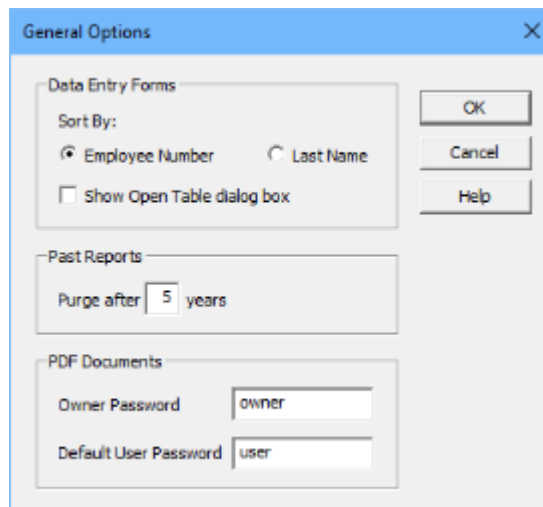 General Options
Data Entry Forms
Sort By:
Employee Number Last Name
Show Open Table dialog box
OK
Cancel
Help
Past Reports
Purge after 5 years
PDF Documents
Owner Password owner
Default User Password user